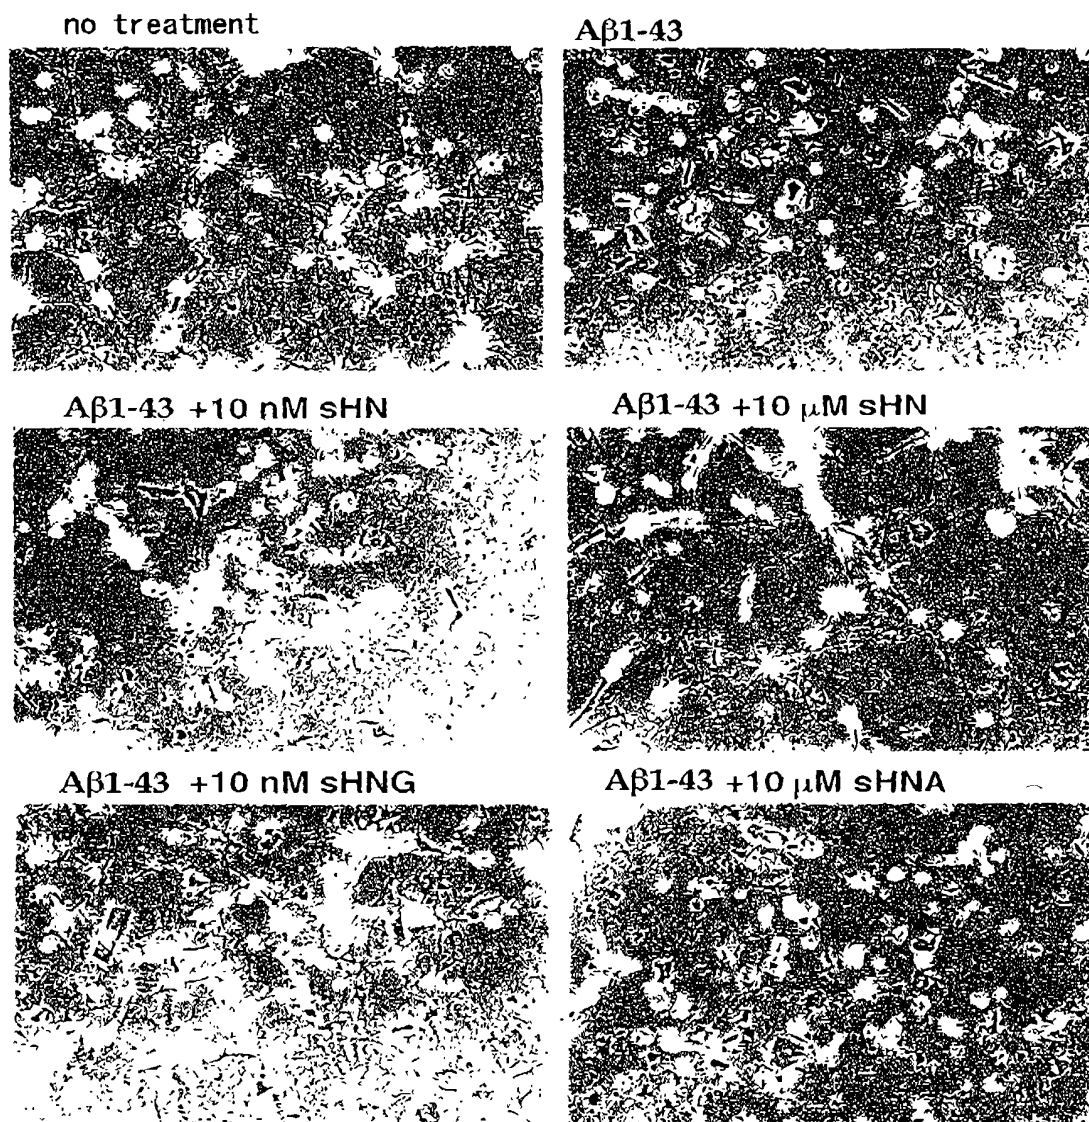 no treatment
Aβ1-43
Aβ1-43 +10 nM sHN
Aβ1-43 +10 μM sHN
Aβ1-43 +10 nM sHNG
Aβ1-43 +10 μM sHNA